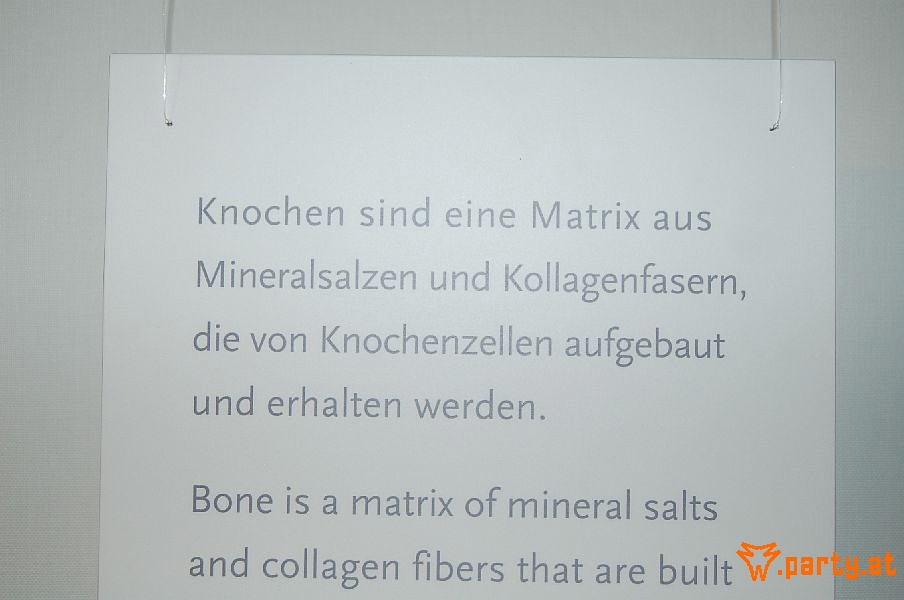 Knochen sind eine Matrix aus
Mineralsalzen und Kollagenfasern,
die von Knochenzellen aufgebaut
und erhalten werden.
Bone is a matrix of mineral salts
and collagen fibers that are built
w.party.at